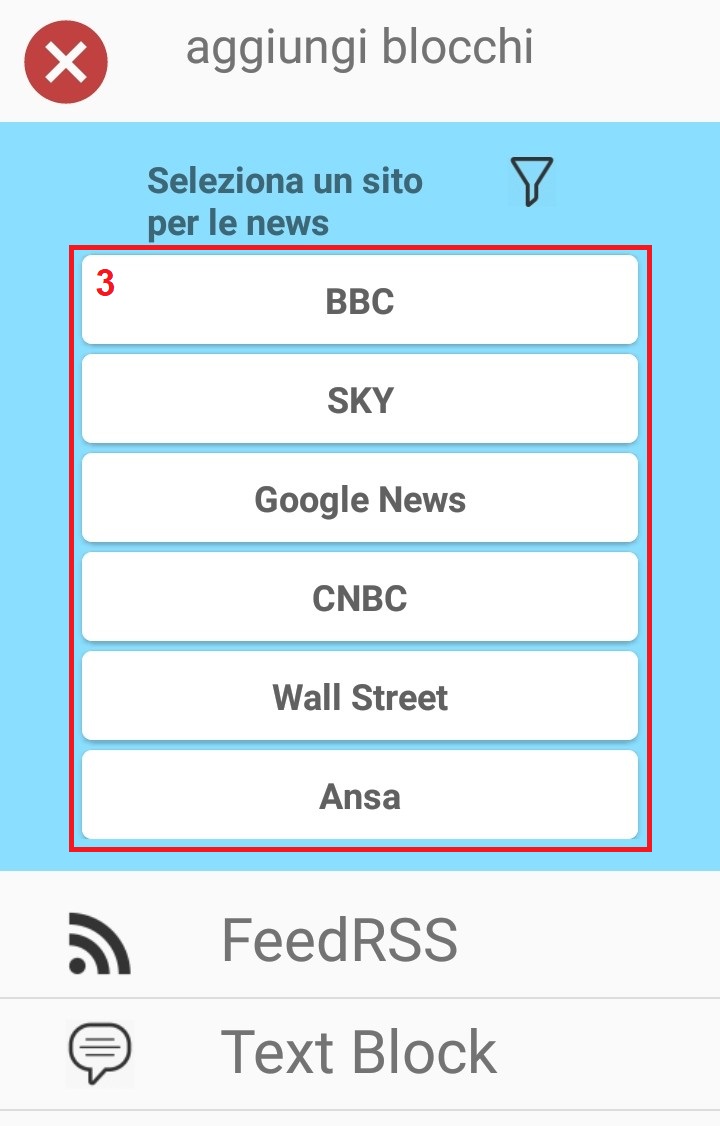 aggiungi blocchi
Seleziona un sito
per le news
3
BBC
SKY
Google News
CNBC
Wall Street
Ansa
FeedRSS
Text Block